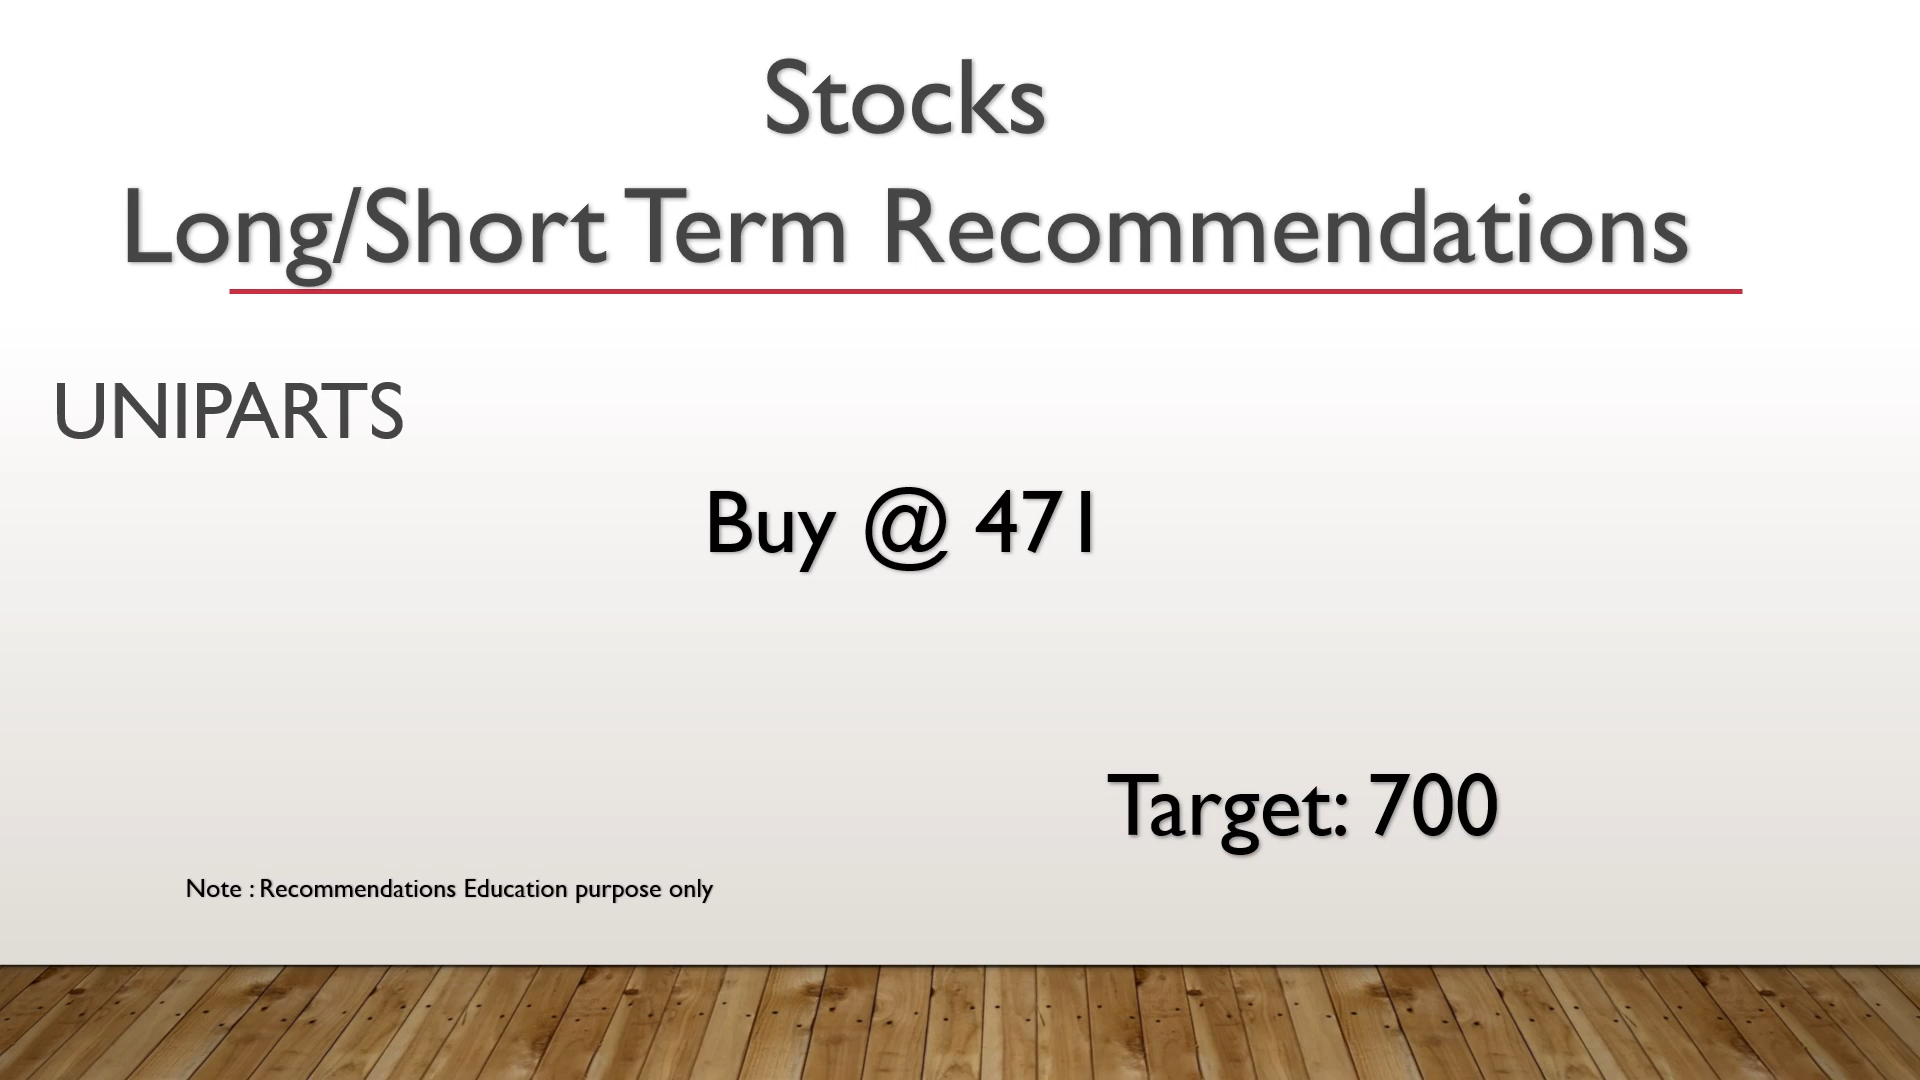 Stocks
Long/Short Term Recommendations
UNIPARTS
Buy @ 471
Target: 700
Note : Recommendations Education purpose only